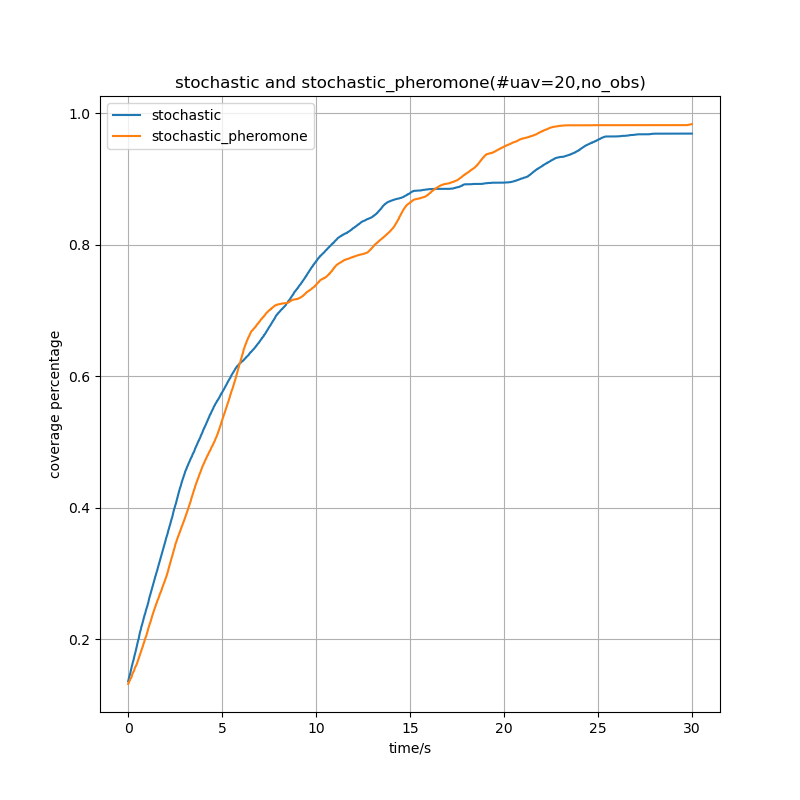 stochastic and stochastic_pheromone(#uav=20,no_obs)
stochastic
stochastic_pheromone
1.0
0.8
0.6
0.4
0.2
coverage percentage
0 5 10 15 20 25 30
time/s